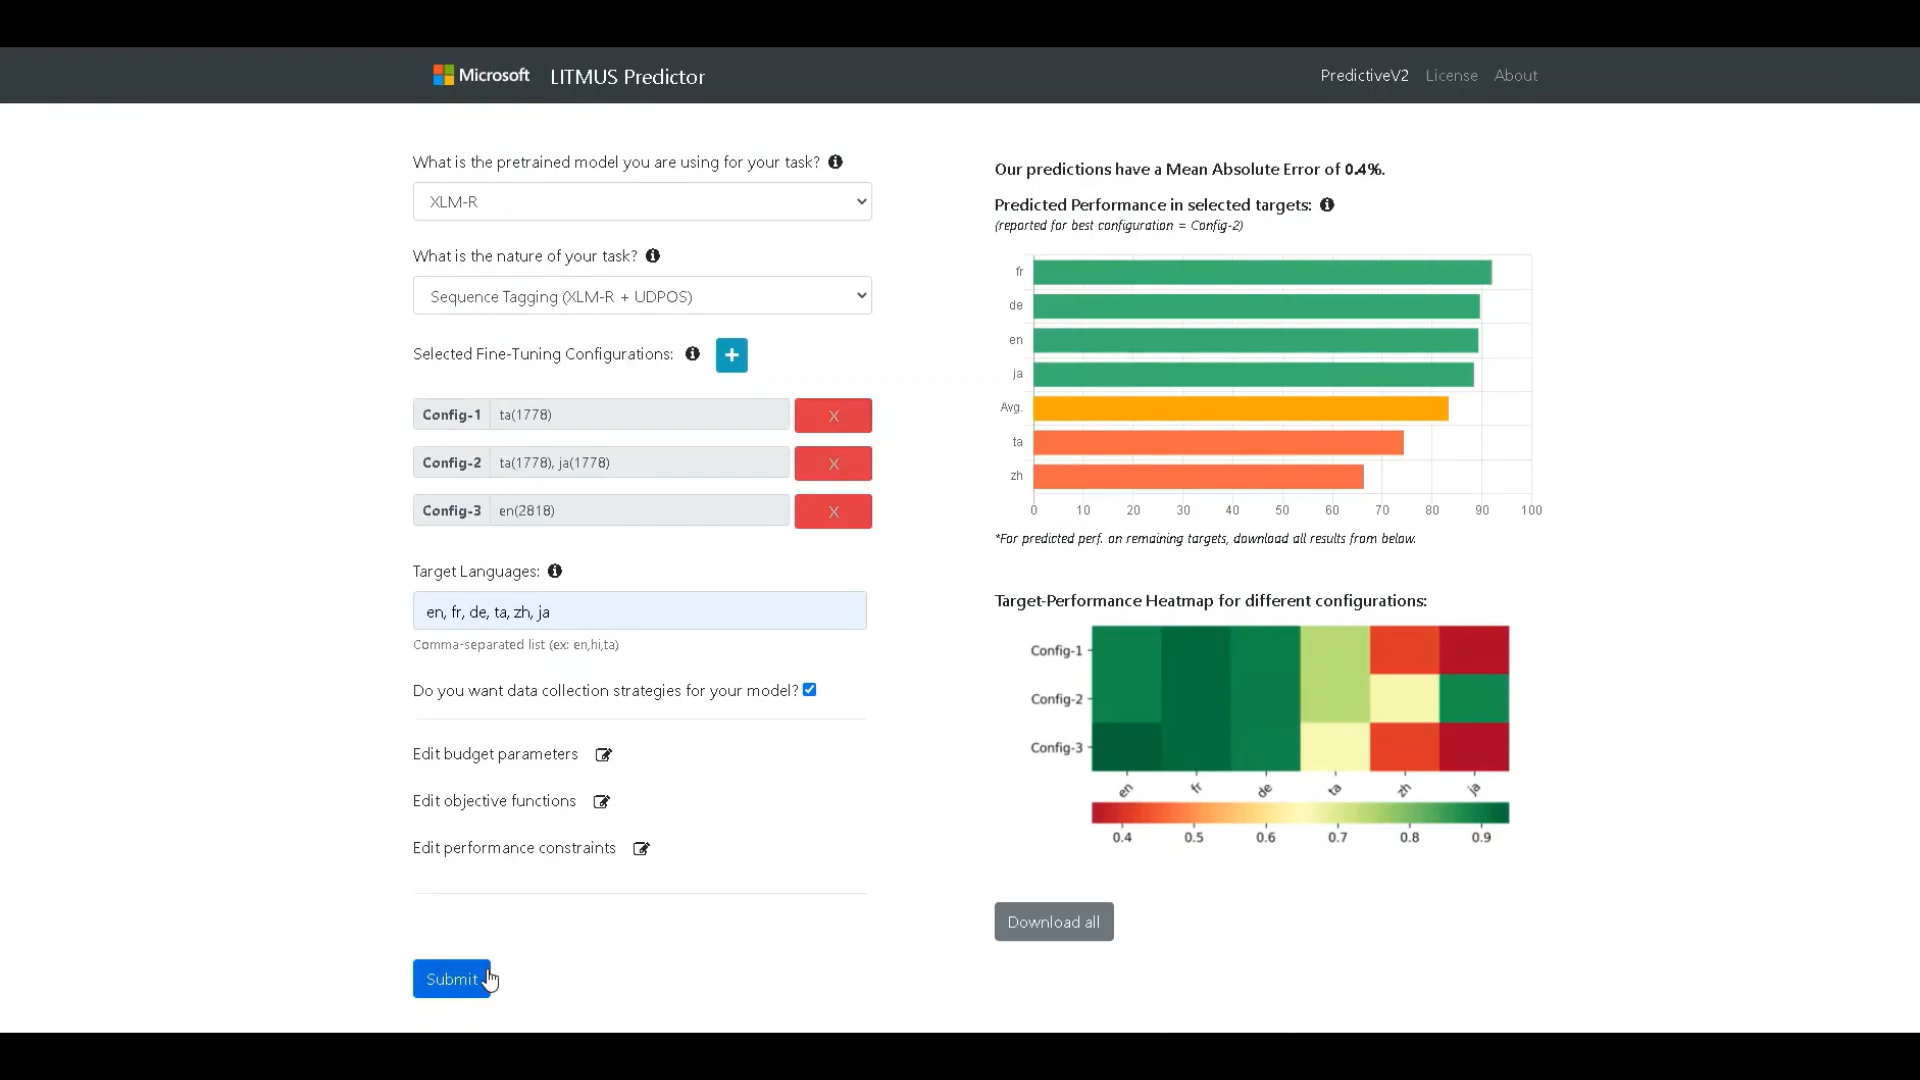 Microsoft LITMUS Predictor PredictiveV2 License About
What is the pretrained model you are using for your task?
XLM-R
What is the nature of your task?
Sequence Tagging (XLM-R + UDPOS)
Selected Fine-Tuning Configurations: +
Config-1 ta(1778) X
Config-2 ta(1778), ja(1778) X
Config-3 en(2818) X
Target Languages:
en, fr, de, ta, zh, ja
Comma-separated list (ex: en,hi,ta)
Do you want data collection strategies for your model?
Edit budget parameters
Edit objective functions
Edit performance constraints
Submit
Our predictions have a Mean Absolute Error of 0.4%.
Predicted Performance in selected targets:
(reported for best configuration = Config-2)
fr
de
en
ja
Avg.
ta
zh
0 10 20 30 40 50 60 70 80 90 100
*For predicted perf. on remaining targets, download all results from below.
Target-Performance Heatmap for different configurations:
Config-1
Config-2
Config-3
en fr de ta zh ja
0.4 0.5 0.6 0.7 0.8 0.9
Download all